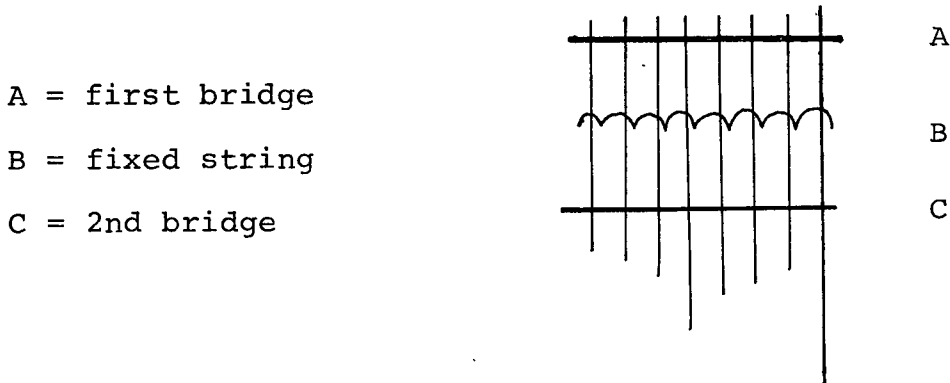 A = first bridge
B = fixed string
C = 2nd bridge
A
B
C